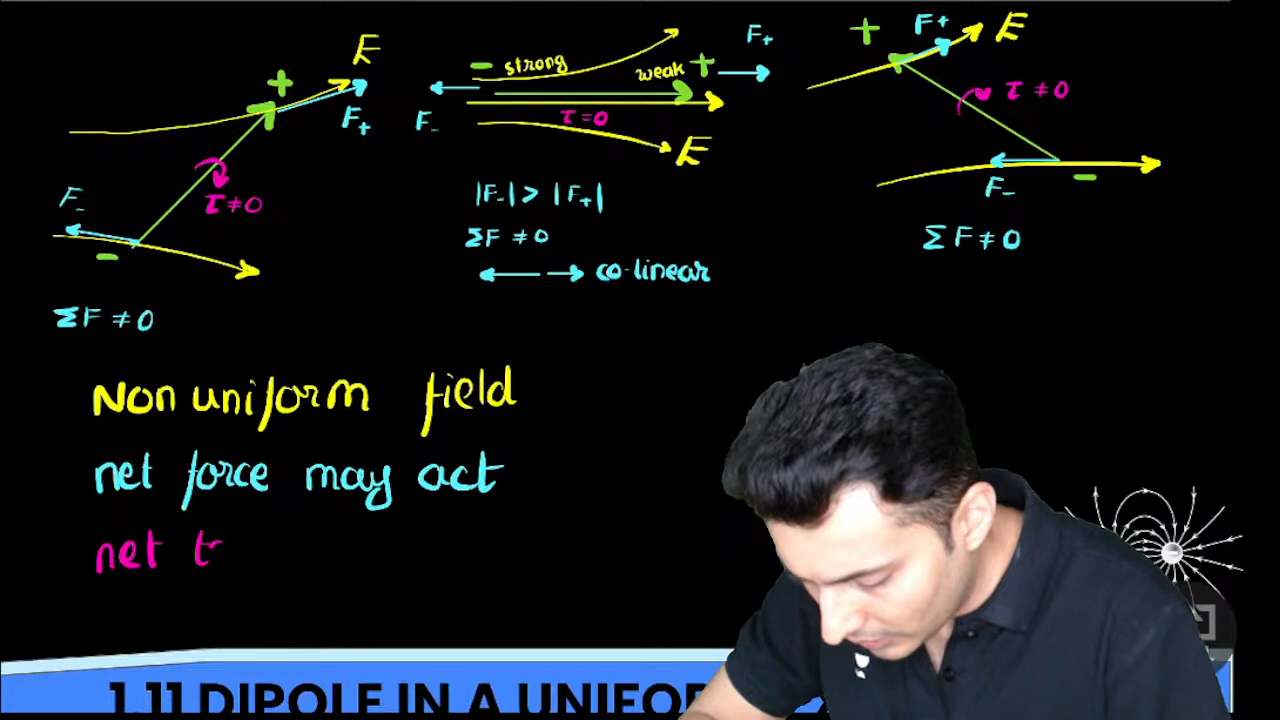 E
+
F₊
τ ≠ 0
F₋
−
ΣF ≠ 0
− strong
weak +
F₊
F₋
τ = 0
E
|F₋| > |F₊|
ΣF ≠ 0
co-linear
+
F₊
E
τ ≠ 0
F₋
−
ΣF ≠ 0
Non uniform field
net force may act
net t
1.11 DIPOLE IN A UNIFOR